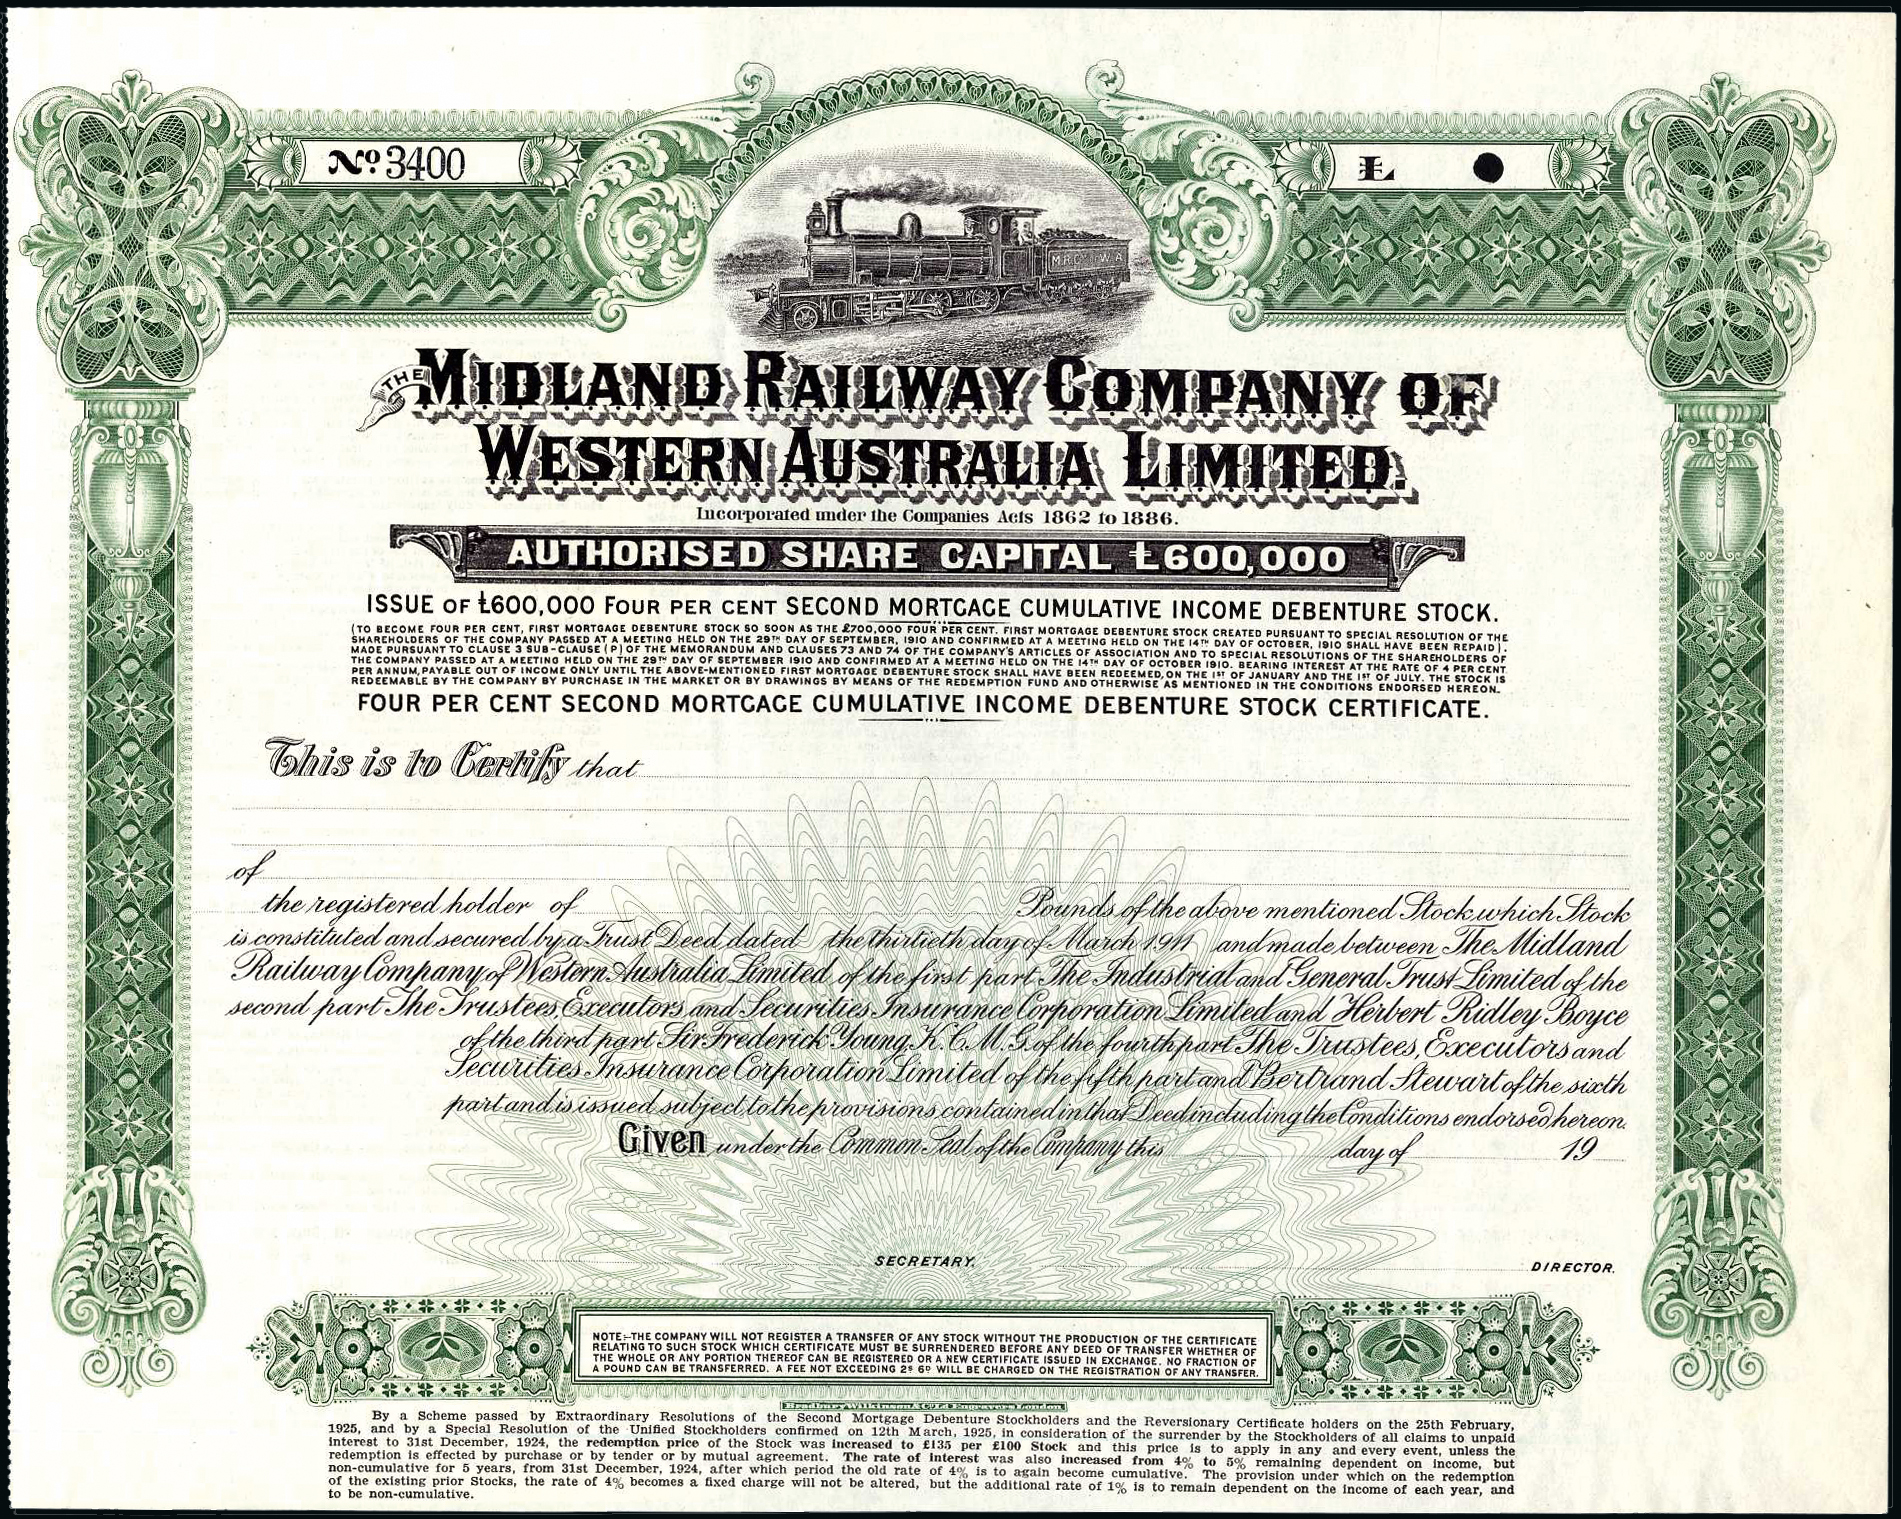 No 3400
£
M.R.Co W.A
THE MIDLAND RAILWAY COMPANY OF
WESTERN AUSTRALIA LIMITED.
Incorporated under the Companies Acts 1862 to 1886.
AUTHORISED SHARE CAPITAL £600,000
ISSUE OF £600,000 FOUR PER CENT SECOND MORTGAGE CUMULATIVE INCOME DEBENTURE STOCK.
(TO BECOME FOUR PER CENT, FIRST MORTGAGE DEBENTURE STOCK SO SOON AS THE £700,000 FOUR PER CENT. FIRST MORTGAGE DEBENTURE STOCK CREATED PURSUANT TO SPECIAL RESOLUTION OF THE
SHAREHOLDERS OF THE COMPANY PASSED AT A MEETING HELD ON THE 29TH DAY OF SEPTEMBER, 1910 AND CONFIRMED AT A MEETING HELD ON THE 14TH DAY OF OCTOBER, 1910 SHALL HAVE BEEN REPAID).
MADE PURSUANT TO CLAUSE 3 SUB-CLAUSE (P) OF THE MEMORANDUM AND CLAUSES 73 AND 74 OF THE COMPANY'S ARTICLES OF ASSOCIATION AND TO SPECIAL RESOLUTIONS OF THE SHAREHOLDERS OF
THE COMPANY PASSED AT A MEETING HELD ON THE 29TH DAY OF SEPTEMBER 1910 AND CONFIRMED AT A MEETING HELD ON THE 14TH DAY OF OCTOBER 1910. BEARING INTEREST AT THE RATE OF 4 PER CENT
PER ANNUM, PAYABLE OUT OF INCOME ONLY UNTIL THE ABOVE-MENTIONED FIRST MORTGAGE DEBENTURE STOCK SHALL HAVE BEEN REDEEMED, ON THE 1ST OF JANUARY AND THE 1ST OF JULY. THE STOCK IS
REDEEMABLE BY THE COMPANY BY PURCHASE IN THE MARKET OR BY DRAWINGS BY MEANS OF THE REDEMPTION FUND AND OTHERWISE AS MENTIONED IN THE CONDITIONS ENDORSED HEREON.
FOUR PER CENT SECOND MORTGAGE CUMULATIVE INCOME DEBENTURE STOCK CERTIFICATE.
This is to Certify that
of
the registered holder of Pounds of the above mentioned Stock which Stock
is constituted and secured by a Trust Deed dated the thirtieth day of March 1911 and made between The Midland
Railway Company of Western Australia Limited of the first part The Industrial and General Trust Limited of the
second part The Trustees, Executors and Securities Insurance Corporation Limited and Herbert Ridley Boyce
of the third part Sir Frederick Young, K.C.M.G. of the fourth part The Trustees, Executors and
Securities Insurance Corporation Limited of the fifth part and Bertrand Stewart of the sixth
part and is issued subject to the provisions contained in that Deed including the Conditions endorsed hereon.
Given under the Common Seal of the Company this day of 19
SECRETARY.
DIRECTOR.
NOTE:-THE COMPANY WILL NOT REGISTER A TRANSFER OF ANY STOCK WITHOUT THE PRODUCTION OF THE CERTIFICATE
RELATING TO SUCH STOCK WHICH CERTIFICATE MUST BE SURRENDERED BEFORE ANY DEED OF TRANSFER WHETHER OF
THE WHOLE OR ANY PORTION THEREOF CAN BE REGISTERED OR A NEW CERTIFICATE ISSUED IN EXCHANGE. NO FRACTION OF
A POUND CAN BE TRANSFERRED. A FEE NOT EXCEEDING 2S 6D WILL BE CHARGED ON THE REGISTRATION OF ANY TRANSFER.
Bradbury Wilkinson & Co Ld Engravers London
By a Scheme passed by Extraordinary Resolutions of the Second Mortgage Debenture Stockholders and the Reversionary Certificate holders on the 25th February,
1925, and by a Special Resolution of the Unified Stockholders confirmed on 12th March, 1925, in consideration of the surrender by the Stockholders of all claims to unpaid
interest to 31st December, 1924, the redemption price of the Stock was increased to £135 per £100 Stock and this price is to apply in any and every event, unless the
redemption is effected by purchase or by tender or by mutual agreement. The rate of interest was also increased from 4% to 5% remaining dependent on income, but
non-cumulative for 5 years, from 31st December, 1924, after which period the old rate of 4% is to again become cumulative. The provision under which on the redemption
of the existing prior Stocks, the rate of 4% becomes a fixed charge will not be altered, but the additional rate of 1% is to remain dependent on the income of each year, and
to be non-cumulative.